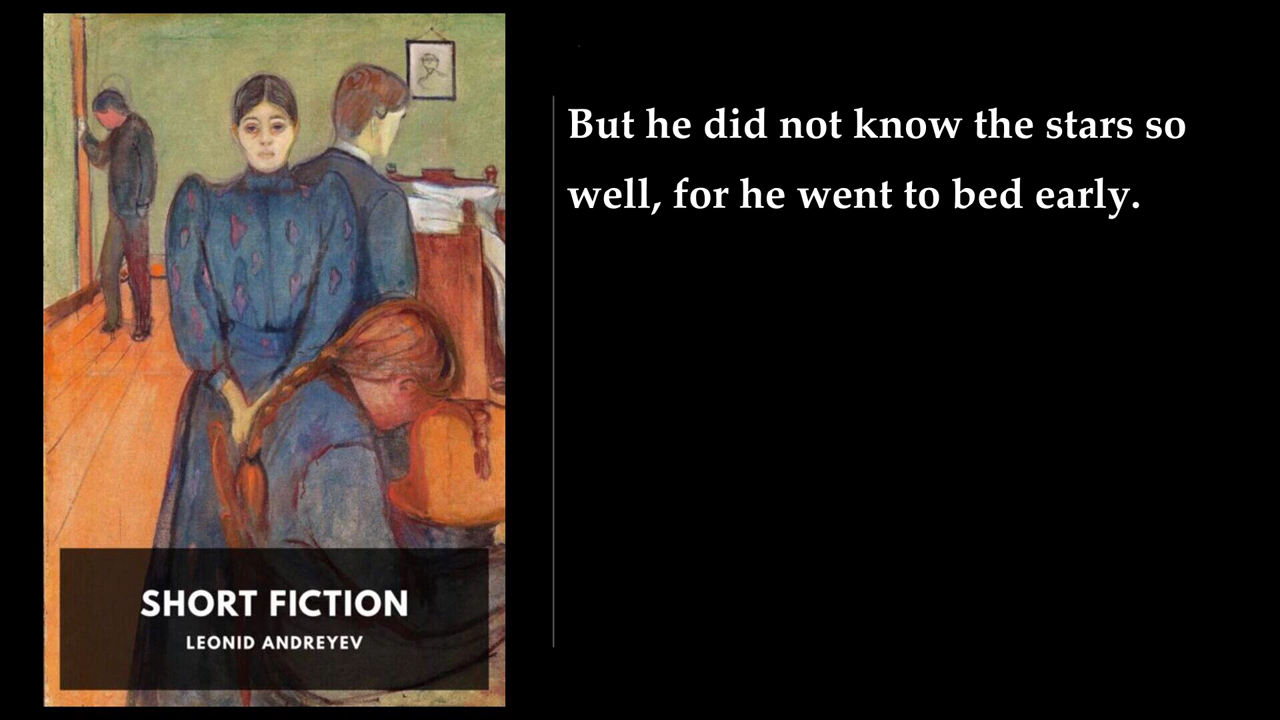 But he did not know the stars so
well, for he went to bed early.
SHORT FICTION
LEONID ANDREYEV